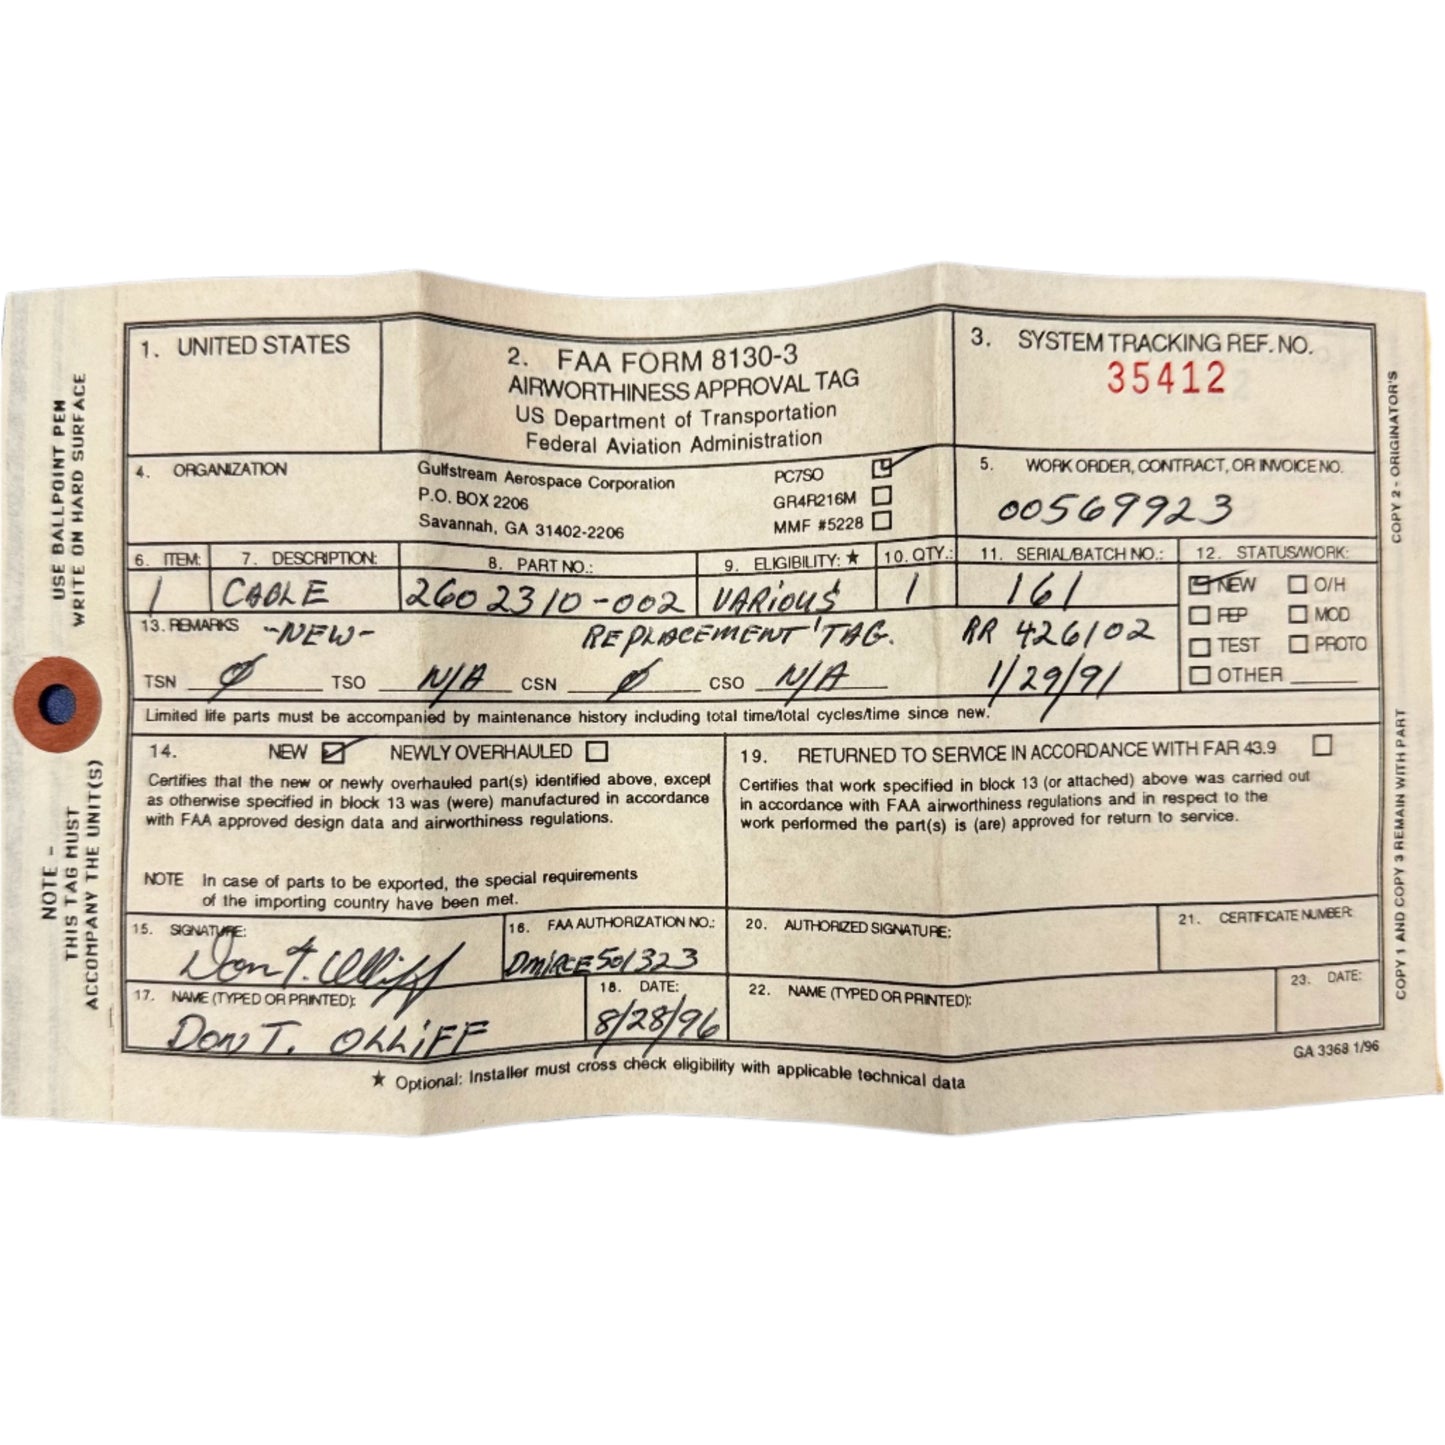 USE BALLPOINT PEN
WRITE ON HARD SURFACE
NOTE -
THIS TAG MUST
ACCOMPANY THE UNIT(S)
1. UNITED STATES
2. FAA FORM 8130-3
AIRWORTHINESS APPROVAL TAG
US Department of Transportation
Federal Aviation Administration
3. SYSTEM TRACKING REF. NO.
35412
4. ORGANIZATION
Gulfstream Aerospace Corporation
P.O. BOX 2206
Savannah, GA 31402-2206
PC7SO
GR4R216M
MMF #5228
5. WORK ORDER, CONTRACT, OR INVOICE NO.
00569923
6. ITEM: 7. DESCRIPTION: 8. PART NO.: 9. ELIGIBILITY: ★ 10. QTY.: 11. SERIAL/BATCH NO.: 12. STATUS/WORK:
1 CABLE 260 2310-002 VARIOUS 1 161
NEW O/H
REP MOD
TEST PROTO
OTHER
13. REMARKS -NEW- REPLACEMENT TAG. RR 426102
TSN Ø TSO N/A CSN Ø CSO N/A 1/29/91
Limited life parts must be accompanied by maintenance history including total time/total cycles/time since new.
14. NEW NEWLY OVERHAULED
Certifies that the new or newly overhauled part(s) identified above, except
as otherwise specified in block 13 was (were) manufactured in accordance
with FAA approved design data and airworthiness regulations.
NOTE In case of parts to be exported, the special requirements
of the importing country have been met.
19. RETURNED TO SERVICE IN ACCORDANCE WITH FAR 43.9
Certifies that work specified in block 13 (or attached) above was carried out
in accordance with FAA airworthiness regulations and in respect to the
work performed the part(s) is (are) approved for return to service.
15. SIGNATURE:
Don T. Olliff
16. FAA AUTHORIZATION NO.:
DMIRCE501323
17. NAME (TYPED OR PRINTED):
DON T. OLLIFF
18. DATE:
8/28/96
20. AUTHORIZED SIGNATURE:
21. CERTIFICATE NUMBER:
22. NAME (TYPED OR PRINTED):
23. DATE:
GA 3368 1/96
★ Optional: Installer must cross check eligibility with applicable technical data
COPY 2 - ORIGINATOR'S
COPY 1 AND COPY 3 REMAIN WITH PART